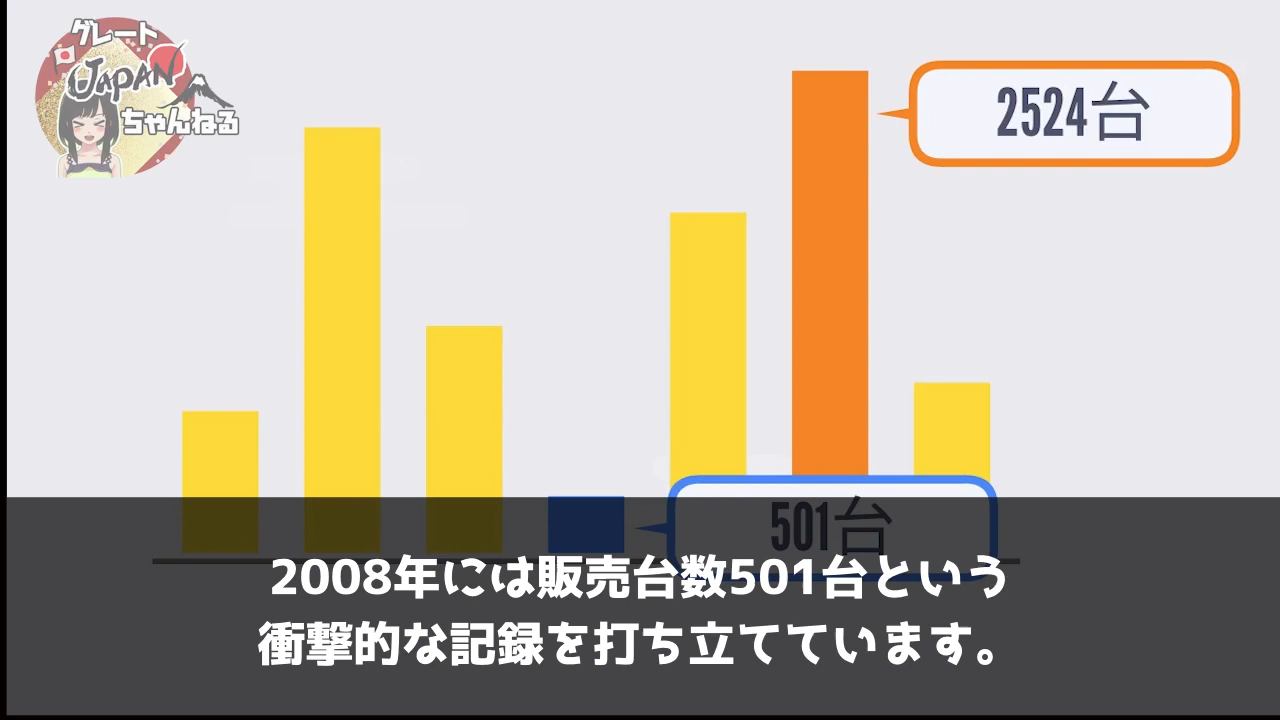 グレート
JAPAN
ちゃんねる
2524台
501台
2008年には販売台数501台という
衝撃的な記録を打ち立てています。